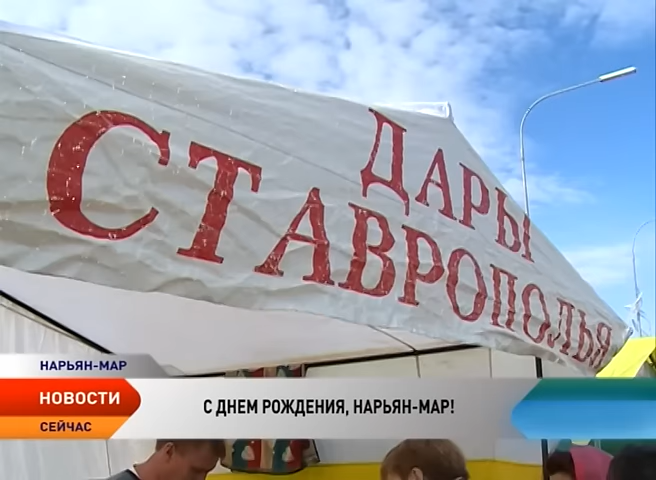 ДАРЫ
СТАВРОПОЛЬЯ
НАРЬЯН-МАР
НОВОСТИ
СЕЙЧАС
С ДНЕМ РОЖДЕНИЯ, НАРЬЯН-МАР!